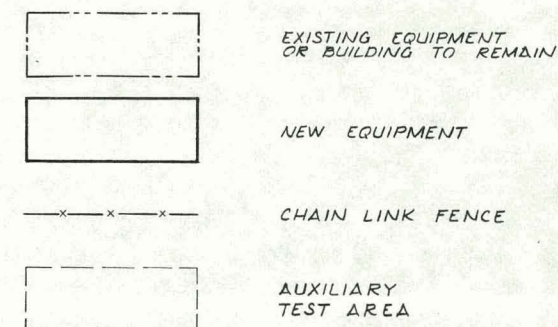 EXISTING EQUIPMENT
OR BUILDING TO REMAIN
NEW EQUIPMENT
CHAIN LINK FENCE
AUXILIARY
TEST AREA